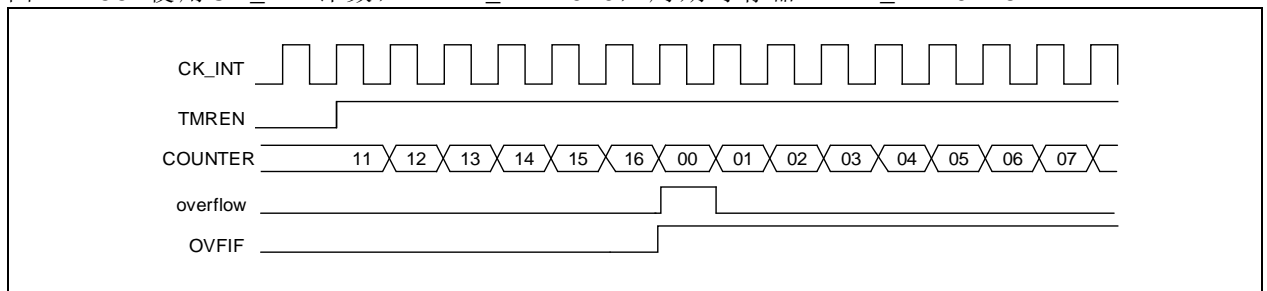 CK_INT
TMREN
COUNTER 11 12 13 14 15 16 00 01 02 03 04 05 06 07
overflow
OVFIF